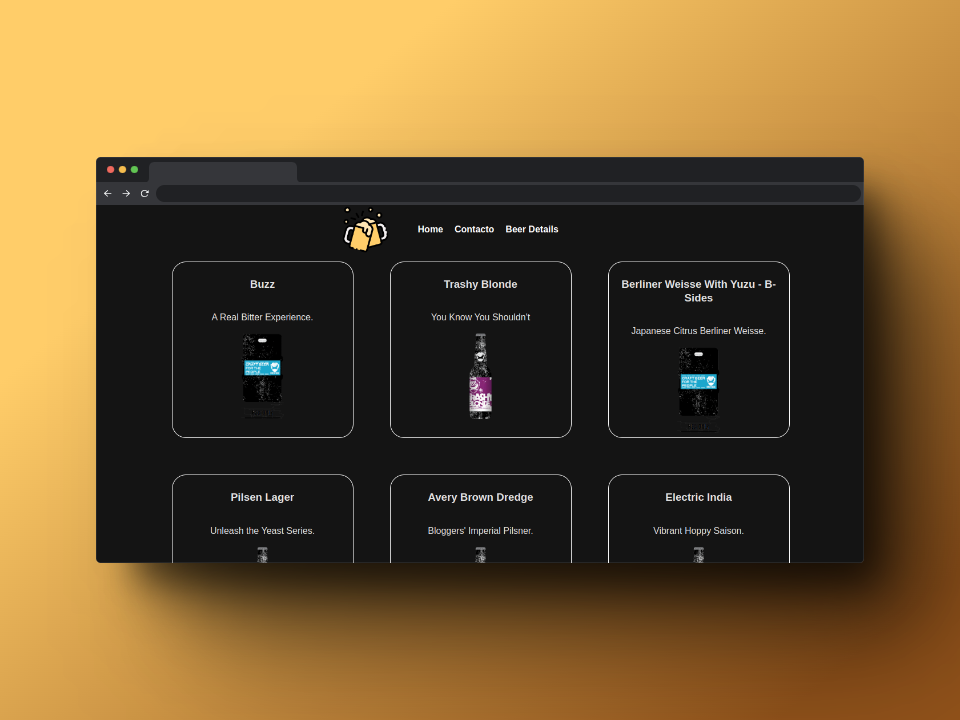 Home Contacto Beer Details
Buzz
A Real Bitter Experience.
Trashy Blonde
You Know You Shouldn't
Berliner Weisse With Yuzu - B-
Sides
Japanese Citrus Berliner Weisse.
Pilsen Lager
Unleash the Yeast Series.
Avery Brown Dredge
Bloggers' Imperial Pilsner.
Electric India
Vibrant Hoppy Saison.